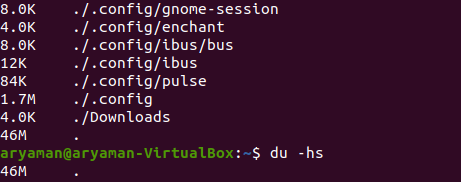 8.0K ./.config/gnome-session
4.0K ./.config/enchant
8.0K ./.config/ibus/bus
12K ./.config/ibus
84K ./.config/pulse
1.7M ./.config
4.0K ./Downloads
46M .
aryaman@aryaman-VirtualBox:~$ du -hs
46M .